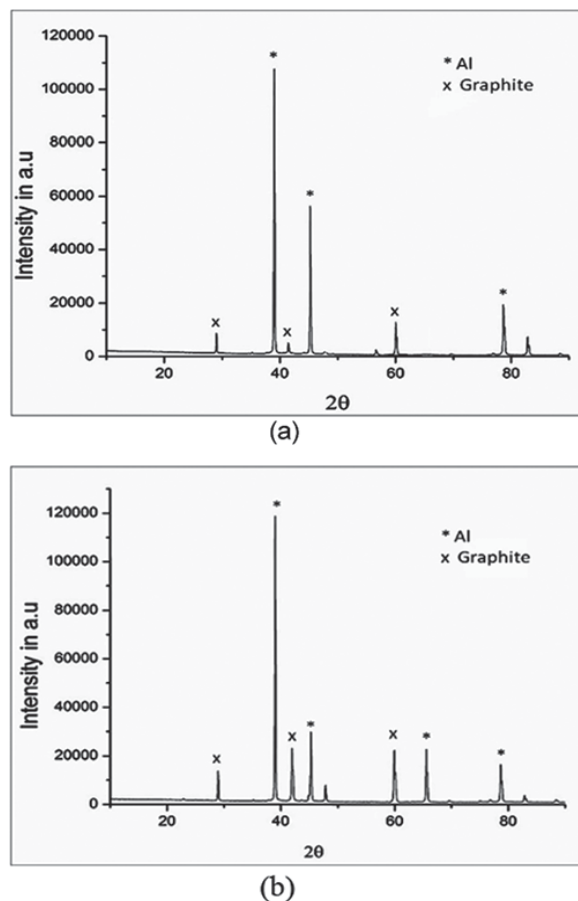 120000
* Al
x Graphite
100000
80000
60000
40000
20000
0
Intensity in a.u
*
*
x
x
x
*
20
40
60
80
2θ
(a)
120000
* Al
x Graphite
100000
80000
60000
40000
20000
0
Intensity in a.u
*
x
x
*
x
*
*
20
40
60
80
2θ
(b)